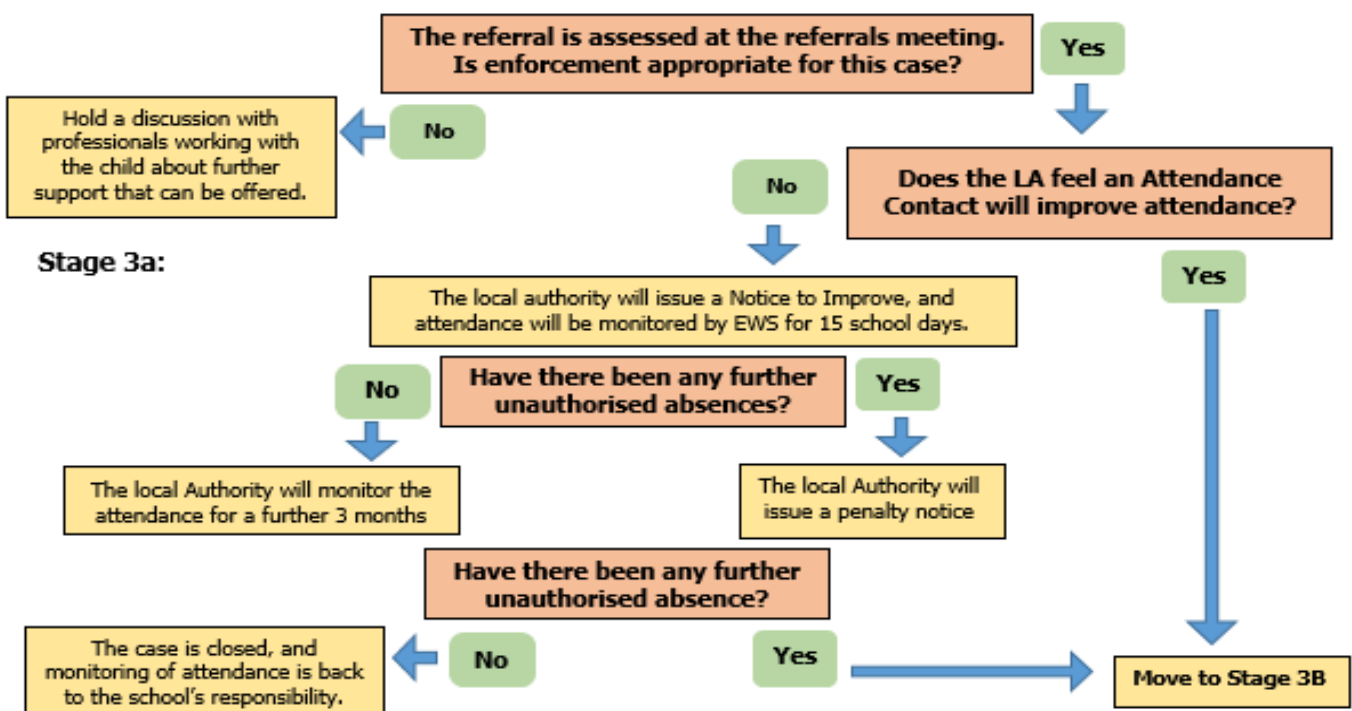 The referral is assessed at the referrals meeting.
Is enforcement appropriate for this case?
Yes
No
Hold a discussion with
professionals working with
the child about further
support that can be offered.
Does the LA feel an Attendance
Contact will improve attendance?
No
Yes
Stage 3a:
The local authority will issue a Notice to Improve, and
attendance will be monitored by EWS for 15 school days.
Have there been any further
unauthorised absences?
No
Yes
The local Authority will monitor the
attendance for a further 3 months
The local Authority will
issue a penalty notice
Have there been any further
unauthorised absence?
No
Yes
The case is closed, and
monitoring of attendance is back
to the school's responsibility.
Move to Stage 3B